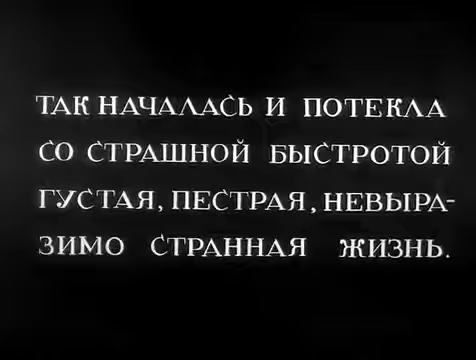 ТАК НАЧАЛАСЬ И ПОТЕКЛА
СО СТРАШНОЙ БЫСТРОТОЙ
ГУСТАЯ, ПЕСТРАЯ, НЕВЫРА-
ЗИМО СТРАННАЯ ЖИЗНЬ.